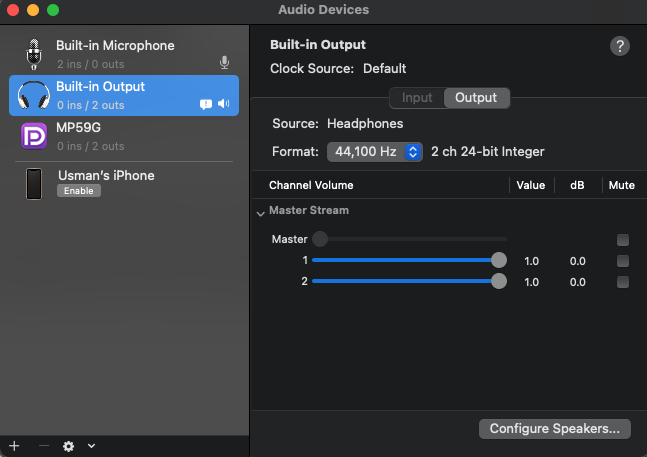 Audio Devices
Built-in Microphone
2 ins / 0 outs
Built-in Output
0 ins / 2 outs
MP59G
0 ins / 2 outs
Usman’s iPhone
Enable
Built-in Output
?
Clock Source: Default
Input Output
Source: Headphones
Format: 44,100 Hz 2 ch 24-bit Integer
Channel Volume Value dB Mute
Master Stream
Master
1 1.0 0.0
2 1.0 0.0
Configure Speakers...